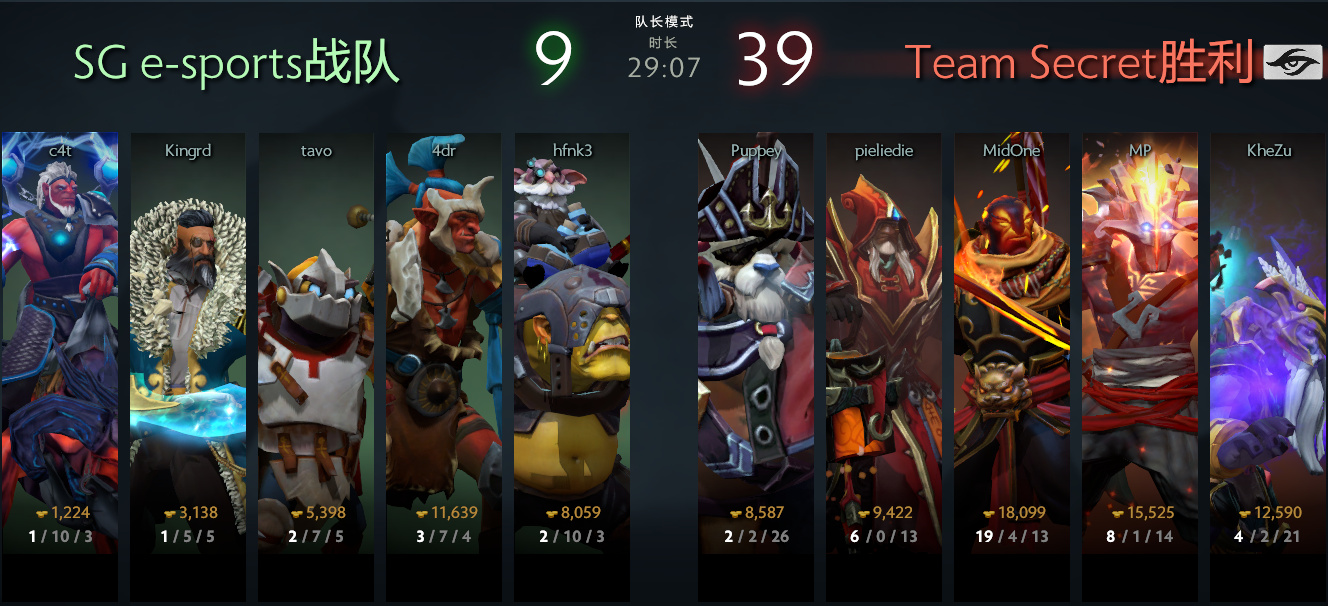 SG e-sports战队
9
队长模式
时长
29:07
39
Team Secret胜利
c4t
Kingrd
tavo
4dr
hfnk3
Puppey
pieliedie
MidOne
MP
KheZu
1,224
3,138
5,398
11,639
8,059
8,587
9,422
18,099
15,525
12,590
1 / 10 / 3
1 / 5 / 5
2 / 7 / 5
3 / 7 / 4
2 / 10 / 3
2 / 2 / 26
6 / 0 / 13
19 / 4 / 13
8 / 1 / 14
4 / 2 / 21